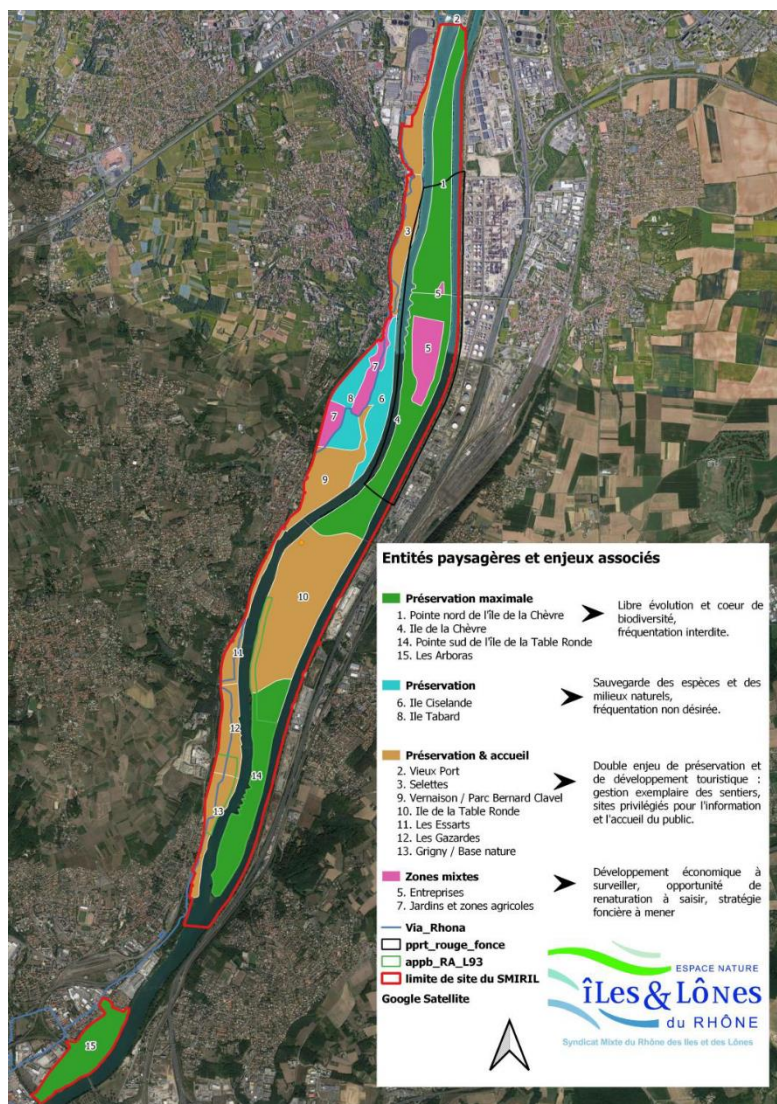 2
1
3
5
5
7
8
6
7
4
9
10
11
12
14
13
15
Entités paysagères et enjeux associés
Préservation maximale
1. Pointe nord de l'île de la Chèvre
4. Ile de la Chèvre
14. Pointe sud de l'île de la Table Ronde
15. Les Arboras
Libre évolution et coeur de
biodiversité,
fréquentation interdite.
Préservation
6. Ile Ciselande
8. Ile Tabard
Sauvegarde des espèces et des
milieux naturels,
fréquentation non désirée.
Préservation & accueil
2. Vieux Port
3. Selettes
9. Vernaison / Parc Bernard Clavel
10. Ile de la Table Ronde
11. Les Essarts
12. Les Gazardes
13. Grigny / Base nature
Double enjeu de préservation et
de développement touristique :
gestion exemplaire des sentiers,
sites privilégiés pour l'information
et l'accueil du public.
Zones mixtes
5. Entreprises
7. Jardins et zones agricoles
Développement économique à
surveiller, opportunité de
renaturation à saisir, stratégie
foncière à mener
Via_Rhona
pprt_rouge_fonce
appb_RA_L93
limite de site du SMIRIL
Google Satellite
ESPACE NATURE
îLes & LôNes
du RHÔNE
Syndicat Mixte du Rhône des Iles et des Lônes